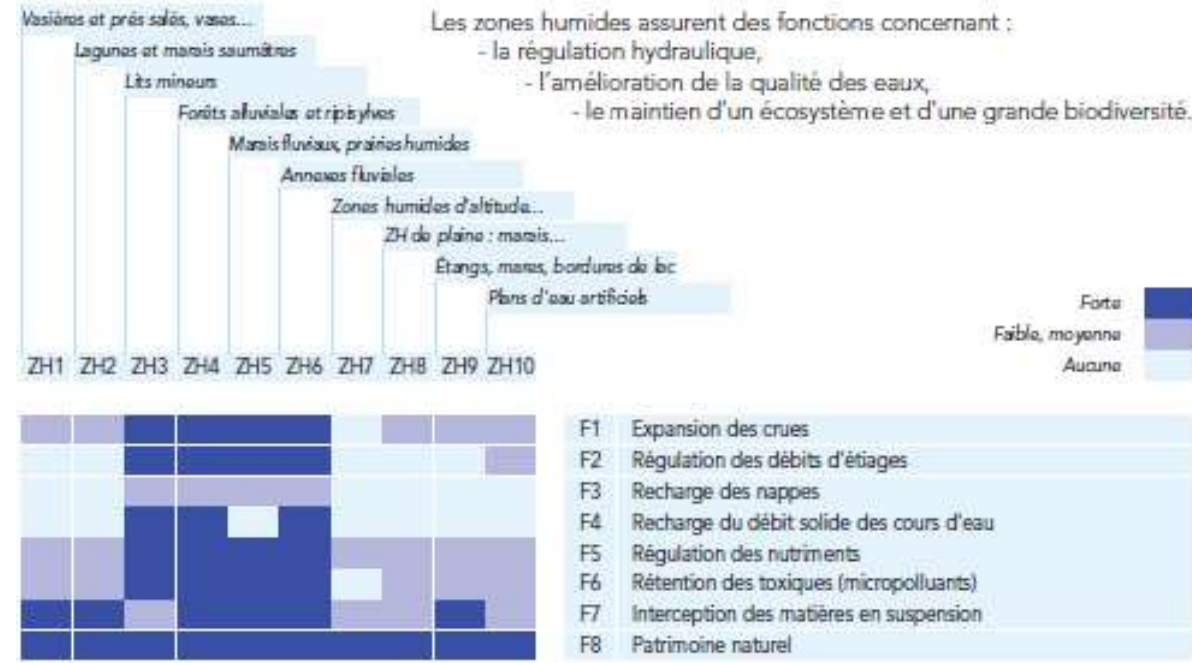 Vasières et prés salés, vases...
Lagunes et marais saumâtres
Lits mineurs
Forêts alluviales et ripisylves
Marais fluviaux, prairies humides
Annexes fluviales
Zones humides d'altitude...
ZH de plaine : marais...
Étangs, mares, bordures de lac
Plans d'eau artificiels
Les zones humides assurent des fonctions concernant :
- la régulation hydraulique,
- l'amélioration de la qualité des eaux,
- le maintien d'un écosystème et d'une grande biodiversité.
Forte
Faible, moyenne
Aucune
ZH1 ZH2 ZH3 ZH4 ZH5 ZH6 ZH7 ZH8 ZH9 ZH10
F1 Expansion des crues
F2 Régulation des débits d'étiages
F3 Recharge des nappes
F4 Recharge du débit solide des cours d'eau
F5 Régulation des nutriments
F6 Rétention des toxiques (micropolluants)
F7 Interception des matières en suspension
F8 Patrimoine naturel